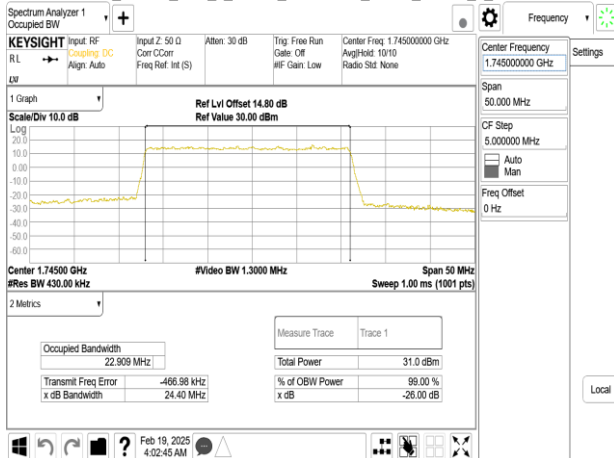 Spectrum Analyzer 1
Occupied BW
Frequency
KEYSIGHT
Input: RF
Coupling: DC
Align: Auto
Input Z: 50 Ω
Corr CCorr
Freq Ref: Int (S)
Atten: 30 dB
Trig: Free Run
Gate: Off
#IF Gain: Low
Center Freq: 1.745000000 GHz
Avg|Hold: 10/10
Radio Std: None
RL
LXI
Center Frequency
1.745000000 GHz
Settings
Span
50.000 MHz
CF Step
5.000000 MHz
Auto
Man
Freq Offset
0 Hz
Local
1 Graph
Scale/Div 10.0 dB
Ref Lvl Offset 14.80 dB
Ref Value 30.00 dBm
Log
20.0
10.0
0.00
-10.0
-20.0
-30.0
-40.0
-50.0
-60.0
Center 1.74500 GHz
#Video BW 1.3000 MHz
Span 50 MHz
#Res BW 430.00 kHz
Sweep 1.00 ms (1001 pts)
2 Metrics
Measure Trace Trace 1
Occupied Bandwidth
22.909 MHz
Total Power 31.0 dBm
Transmit Freq Error -466.98 kHz
% of OBW Power 99.00 %
x dB Bandwidth 24.40 MHz
x dB -26.00 dB
Feb 19, 2025
4:02:45 AM